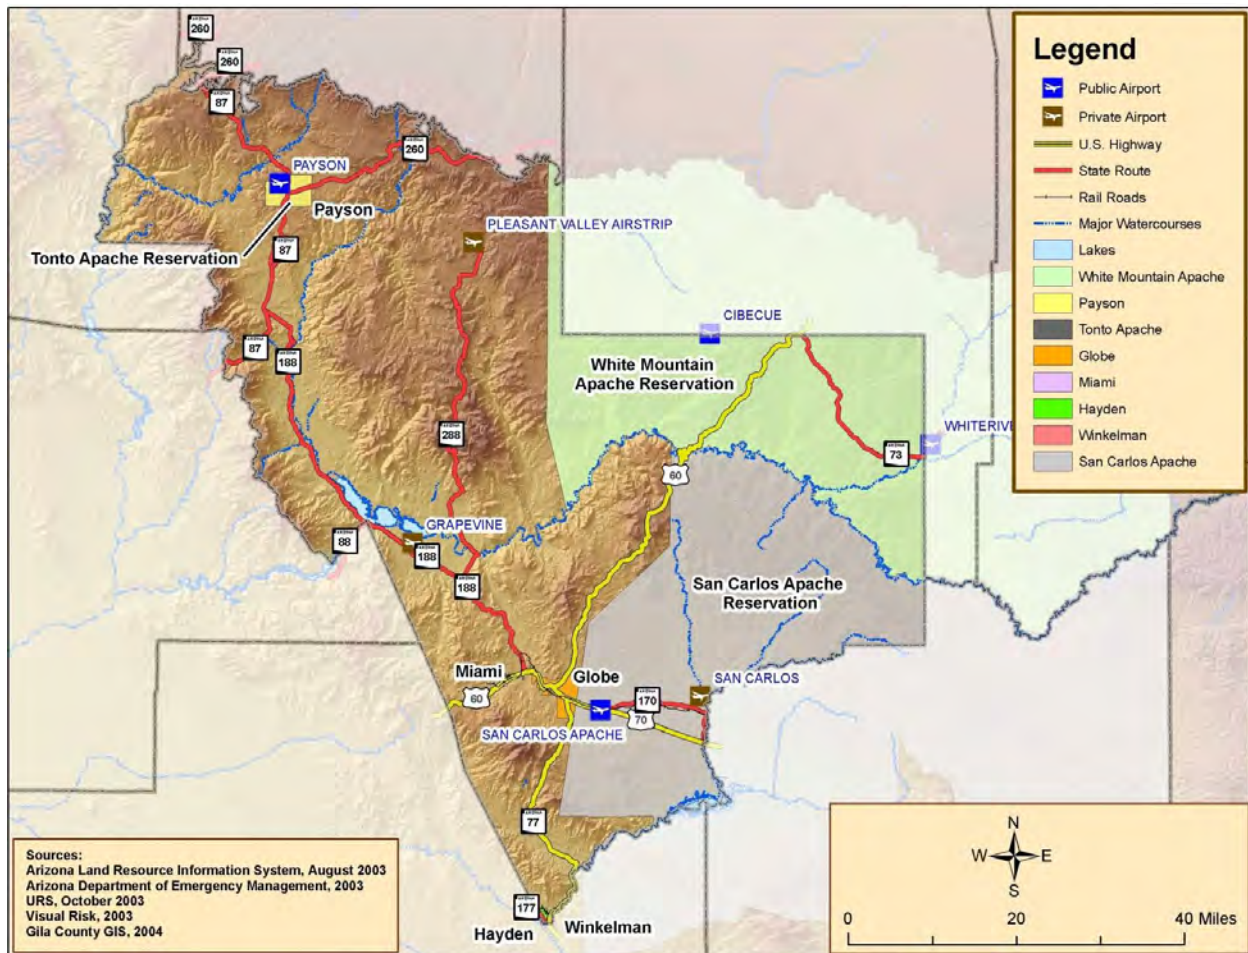 260
260
87
260
PAYSON
Payson
PLEASANT VALLEY AIRSTRIP
Tonto Apache Reservation
87
CIBECUE
87
188
White Mountain
Apache Reservation
288
WHITERIV
73
60
GRAPEVINE
88
188
188
San Carlos Apache
Reservation
Miami
Globe
SAN CARLOS
60
170
70
SAN CARLOS APACHE
77
177
Hayden
Winkelman
Legend
Public Airport
Private Airport
U.S. Highway
State Route
Rail Roads
Major Watercourses
Lakes
White Mountain Apache
Payson
Tonto Apache
Globe
Miami
Hayden
Winkelman
San Carlos Apache
Sources:
Arizona Land Resource Information System, August 2003
Arizona Department of Emergency Management, 2003
URS, October 2003
Visual Risk, 2003
Gila County GIS, 2004
N
W
E
S
0
20
40 Miles